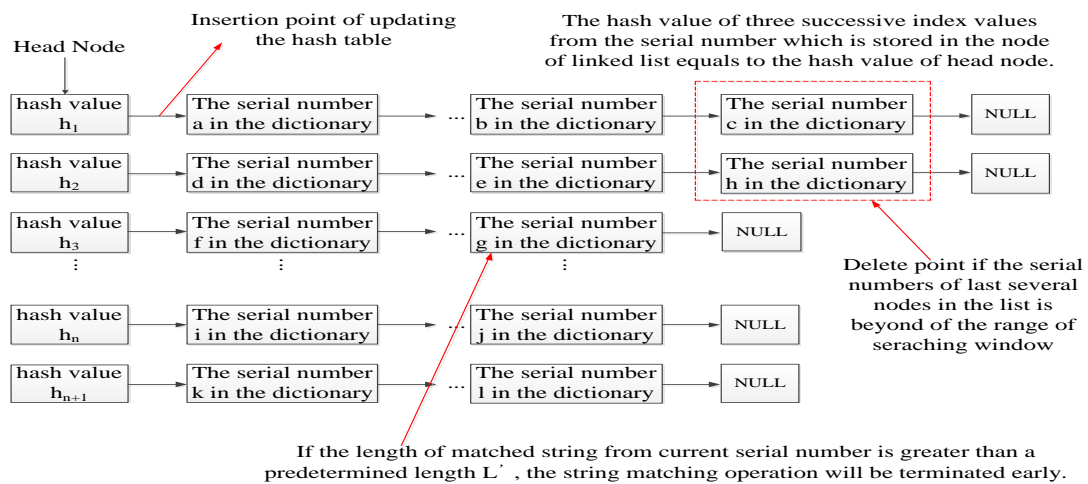 Insertion point of updating
the hash table
The hash value of three successive index values
from the serial number which is stored in the node
of linked list equals to the hash value of head node.
Head Node
hash value
h₁
The serial number
a in the dictionary
...
The serial number
b in the dictionary
The serial number
c in the dictionary
NULL
hash value
h₂
The serial number
d in the dictionary
...
The serial number
e in the dictionary
The serial number
h in the dictionary
NULL
hash value
h₃
The serial number
f in the dictionary
...
The serial number
g in the dictionary
NULL
⋮
⋮
⋮
Delete point if the serial
numbers of last several
nodes in the list is
beyond of the range of
seraching window
hash value
hₙ
The serial number
i in the dictionary
...
The serial number
j in the dictionary
NULL
hash value
hₙ₊₁
The serial number
k in the dictionary
...
The serial number
l in the dictionary
NULL
If the length of matched string from current serial number is greater than a
predetermined length L', the string matching operation will be terminated early.